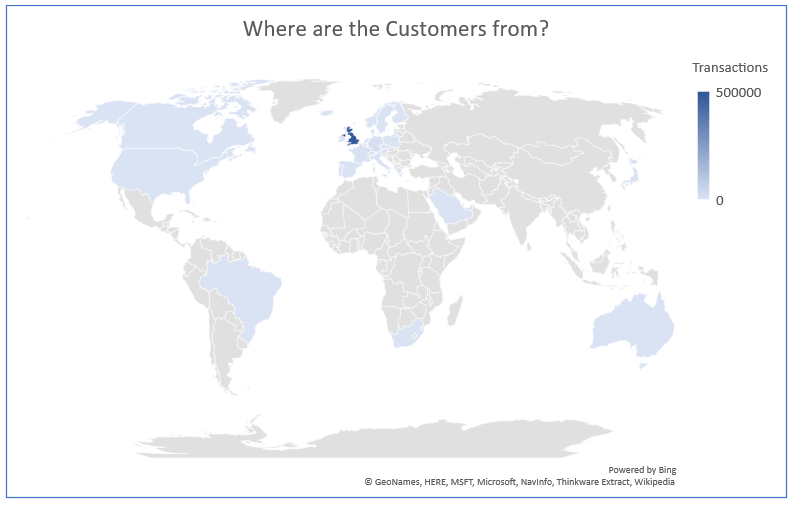 Where are the Customers from?
Transactions
500000
0
Powered by Bing
© GeoNames, HERE, MSFT, Microsoft, NavInfo, Thinkware Extract, Wikipedia